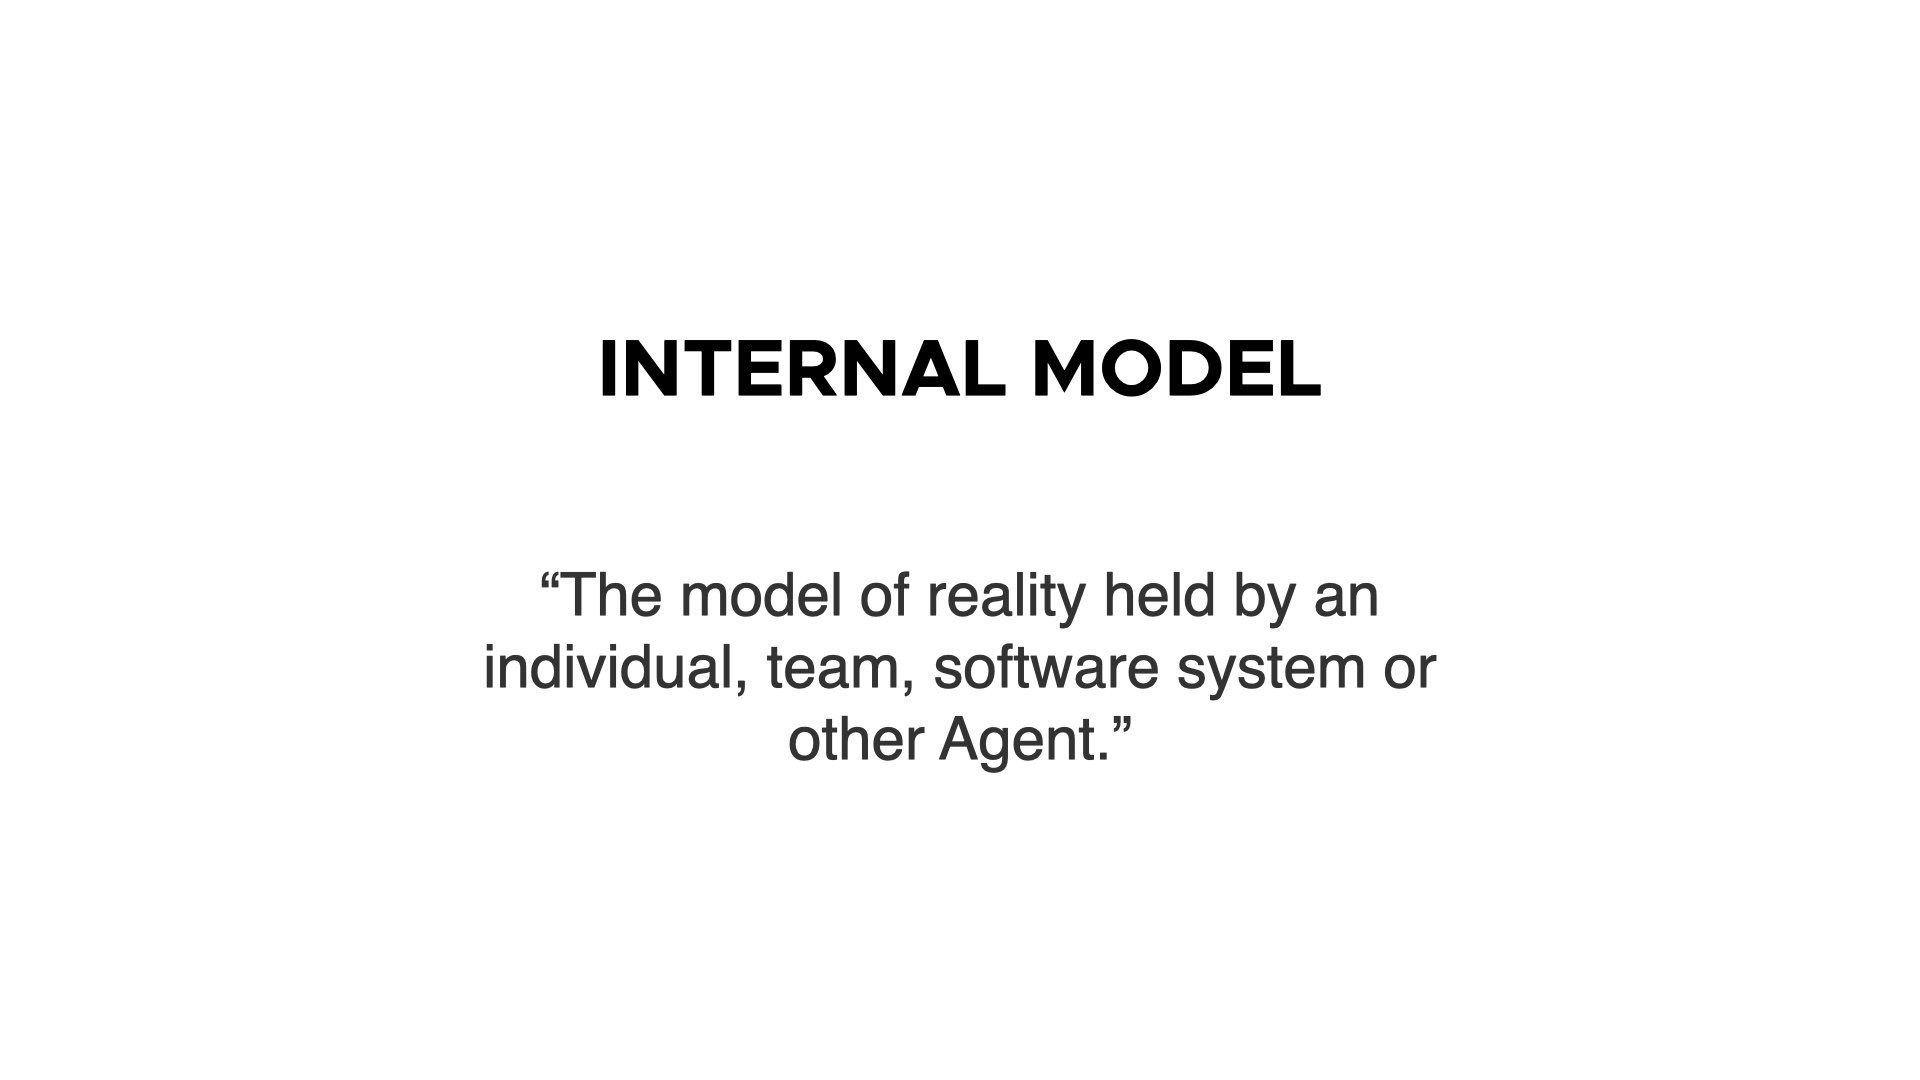 INTERNAL MODEL
“The model of reality held by an
individual, team, software system or
other Agent.”